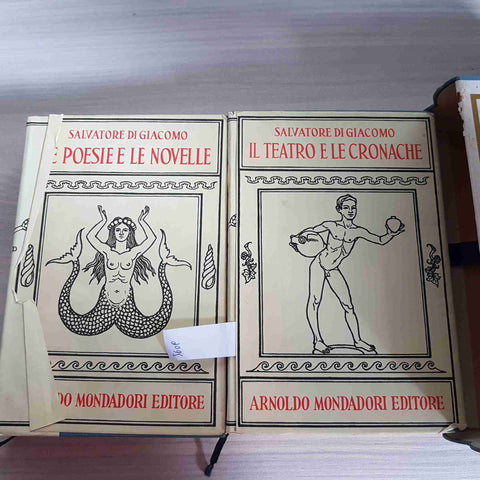 SALVATORE DI GIACOMO
E POESIE E LE NOVELLE
DO MONDADORI EDITORE
SALVATORE DI GIACOMO
IL TEATRO E LE CRONACHE
ARNOLDO MONDADORI EDITORE